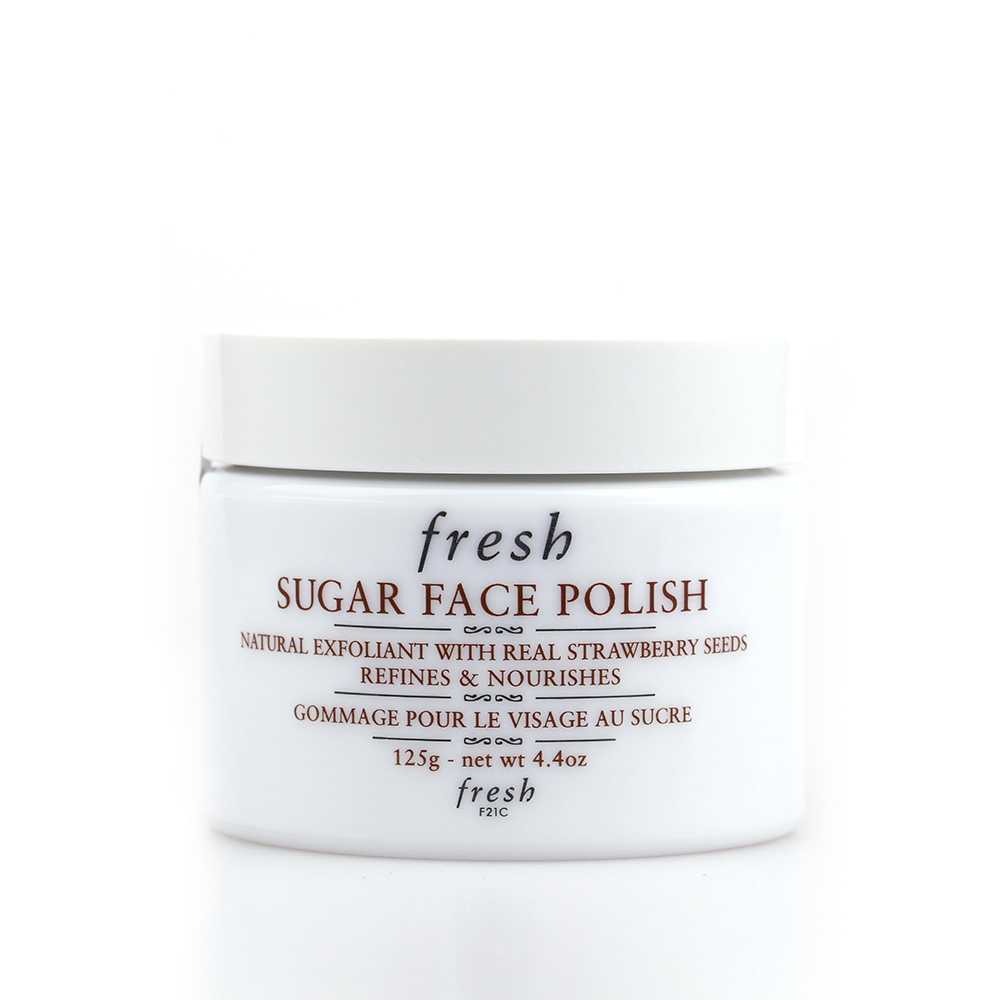 fresh
SUGAR FACE POLISH
NATURAL EXFOLIANT WITH REAL STRAWBERRY SEEDS
REFINES & NOURISHES
GOMMAGE POUR LE VISAGE AU SUCRE
125g - net wt 4.4oz
fresh
F21C